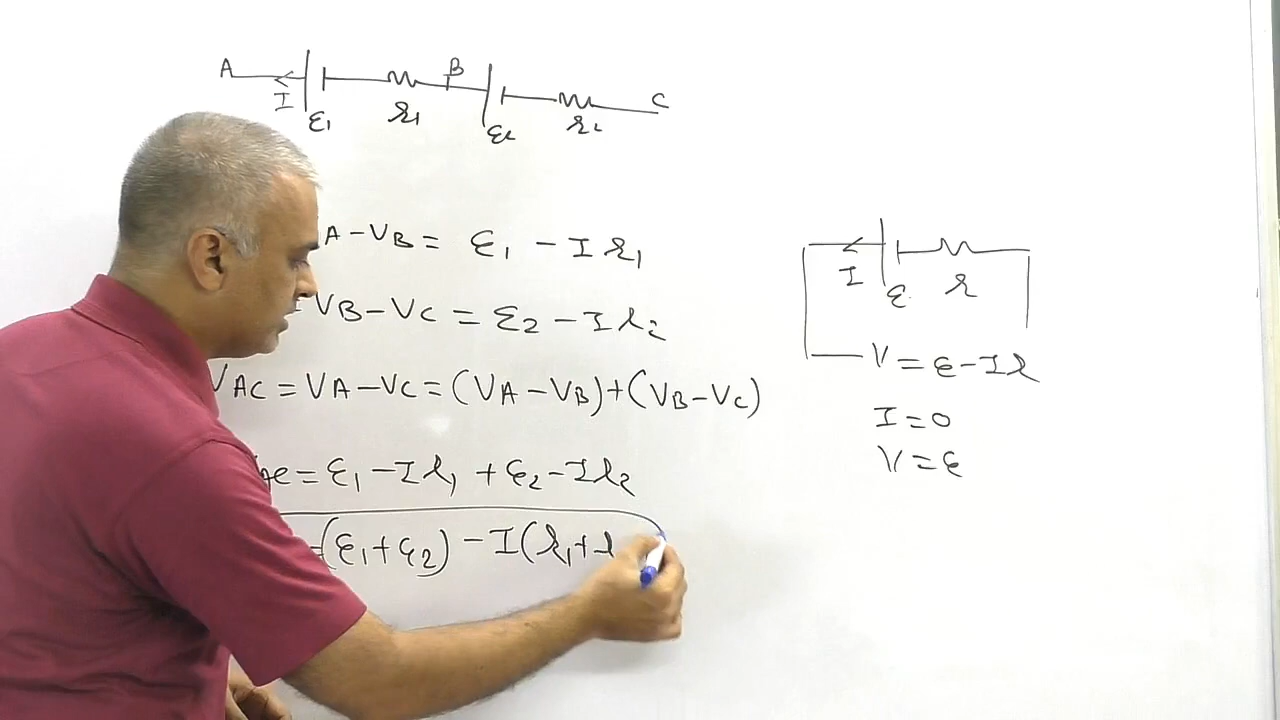 A I ε1 r1 B ε2 r2 C
A - VB = ε1 - I r1
VB - VC = ε2 - I r2
VAC = VA - VC = (VA - VB) + (VB - VC)
AC = ε1 - I r1 + ε2 - I r2
= (ε1 + ε2) - I (r1 +
I ε r
V = ε - I r
I = 0
V = ε